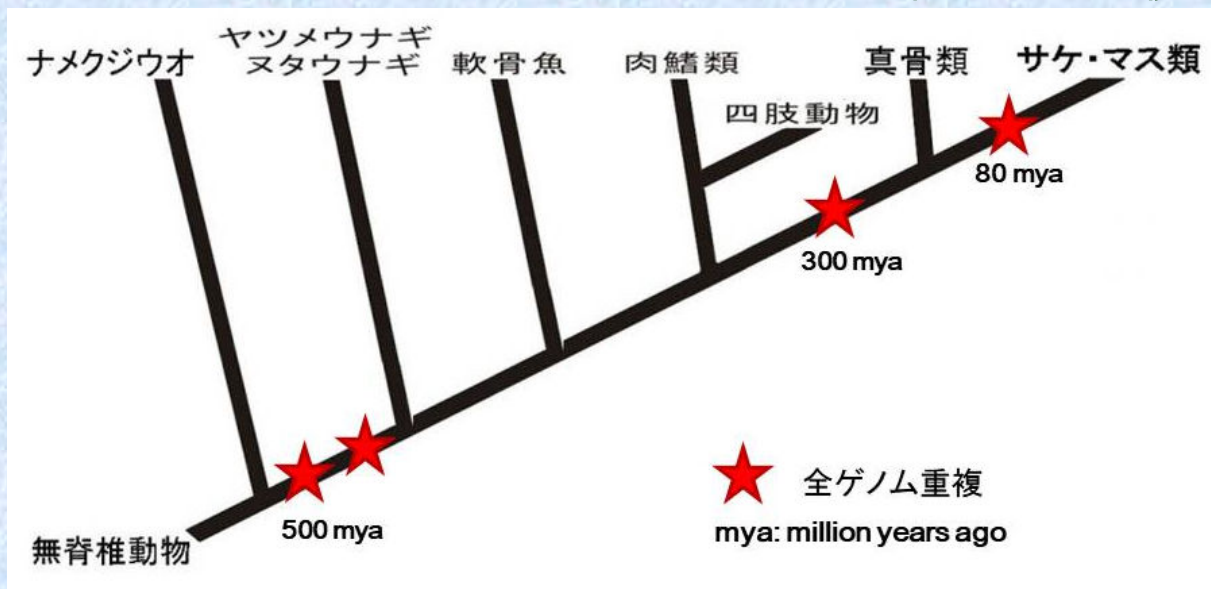 ナメクジウオ
ヤツメウナギ
ヌタウナギ
軟骨魚
肉鰭類
四肢動物
真骨類
サケ・マス類
80 mya
300 mya
500 mya
無脊椎動物
全ゲノム重複
mya: million years ago